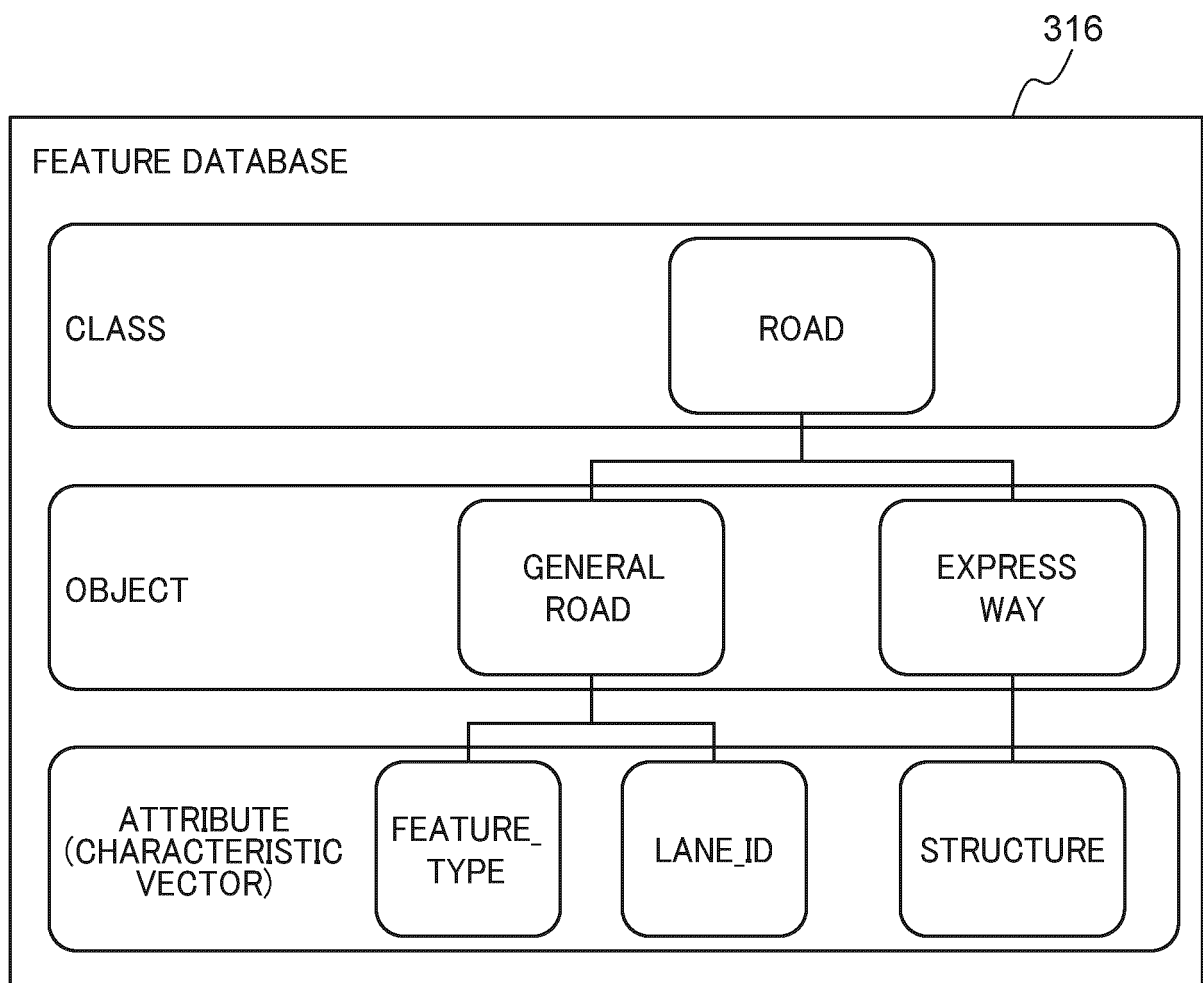 316
FEATURE DATABASE
CLASS
ROAD
OBJECT
GENERAL
ROAD
EXPRESS
WAY
ATTRIBUTE
(CHARACTERISTIC
VECTOR)
FEATURE_
TYPE
LANE_ID
STRUCTURE